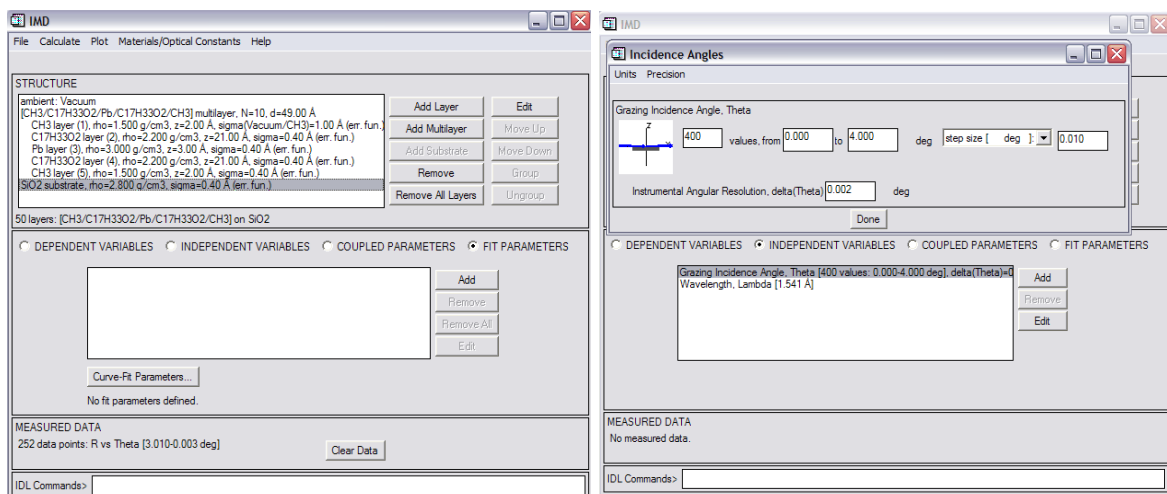 IMD
File Calculate Plot Materials/Optical Constants Help
STRUCTURE
ambient: Vacuum
[CH3/C17H33O2/Pb/C17H33O2/CH3] multilayer, N=10, d=49.00 Å
CH3 layer (1), rho=1.500 g/cm3, z=2.00 Å, sigma(Vacuum/CH3)=1.00 Å (err. fun.)
C17H33O2 layer (2), rho=2.200 g/cm3, z=21.00 Å, sigma=0.40 Å (err. fun.)
Pb layer (3), rho=3.000 g/cm3, z=3.00 Å, sigma=0.40 Å (err. fun.)
C17H33O2 layer (4), rho=2.200 g/cm3, z=21.00 Å, sigma=0.40 Å (err. fun.)
CH3 layer (5), rho=1.500 g/cm3, z=2.00 Å, sigma=0.40 Å (err. fun.)
SiO2 substrate, rho=2.800 g/cm3, sigma=0.40 Å (err. fun.)
Add Layer Edit
Add Multilayer Move Up
Add Substrate Move Down
Remove Group
Remove All Layers Ungroup
50 layers: [CH3/C17H33O2/Pb/C17H33O2/CH3] on SiO2
DEPENDENT VARIABLES INDEPENDENT VARIABLES COUPLED PARAMETERS FIT PARAMETERS
Add
Remove
Remove All
Edit
Curve-Fit Parameters...
No fit parameters defined.
MEASURED DATA
252 data points: R vs Theta [3.010-0.003 deg]
Clear Data
IDL Commands>
IMD
Incidence Angles
Units Precision
Grazing Incidence Angle, Theta
z
400 values, from 0.000 to 4.000 deg step size [ deg ]: 0.010
Instrumental Angular Resolution, delta(Theta) 0.002 deg
Done
DEPENDENT VARIABLES INDEPENDENT VARIABLES COUPLED PARAMETERS FIT PARAMETERS
Grazing Incidence Angle, Theta [400 values: 0.000-4.000 deg], delta(Theta)=0
Wavelength, Lambda [1.541 Å]
Add
Remove
Edit
MEASURED DATA
No measured data.
IDL Commands>